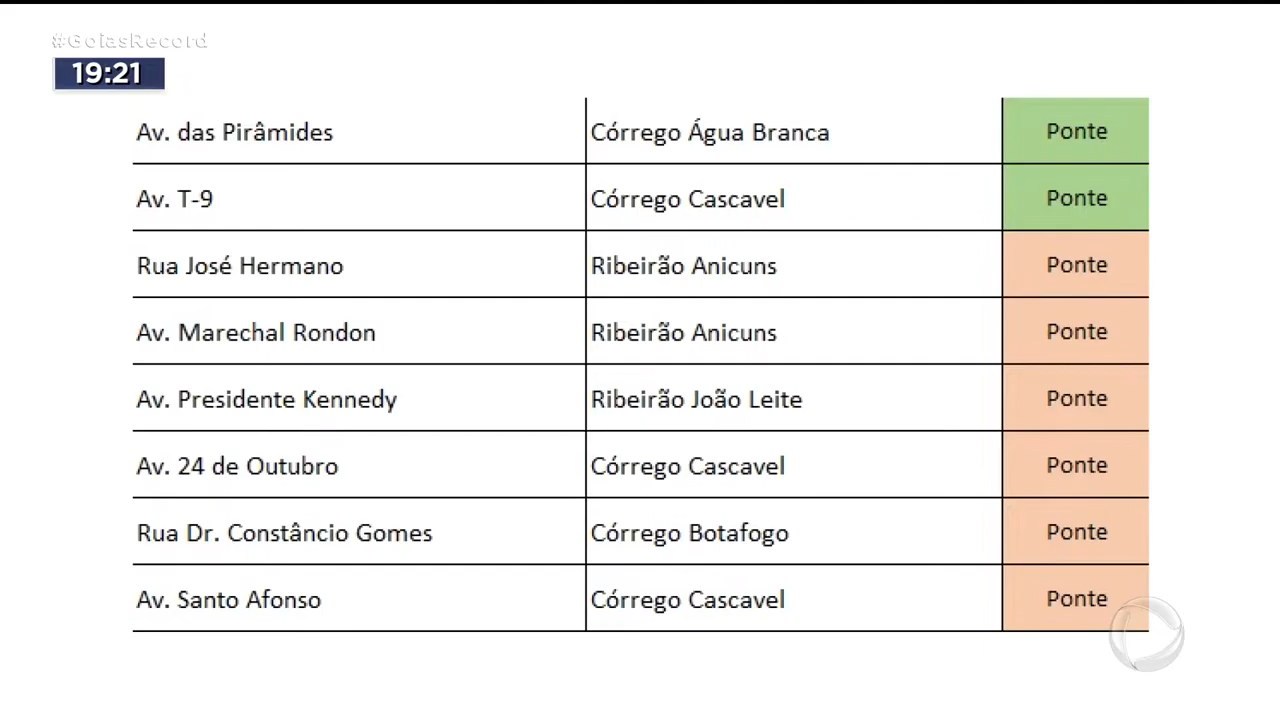 #GoiasRecord
19:21
Av. das Pirâmides Córrego Água Branca Ponte
Av. T-9 Córrego Cascavel Ponte
Rua José Hermano Ribeirão Anicuns Ponte
Av. Marechal Rondon Ribeirão Anicuns Ponte
Av. Presidente Kennedy Ribeirão João Leite Ponte
Av. 24 de Outubro Córrego Cascavel Ponte
Rua Dr. Constâncio Gomes Córrego Botafogo Ponte
Av. Santo Afonso Córrego Cascavel Ponte